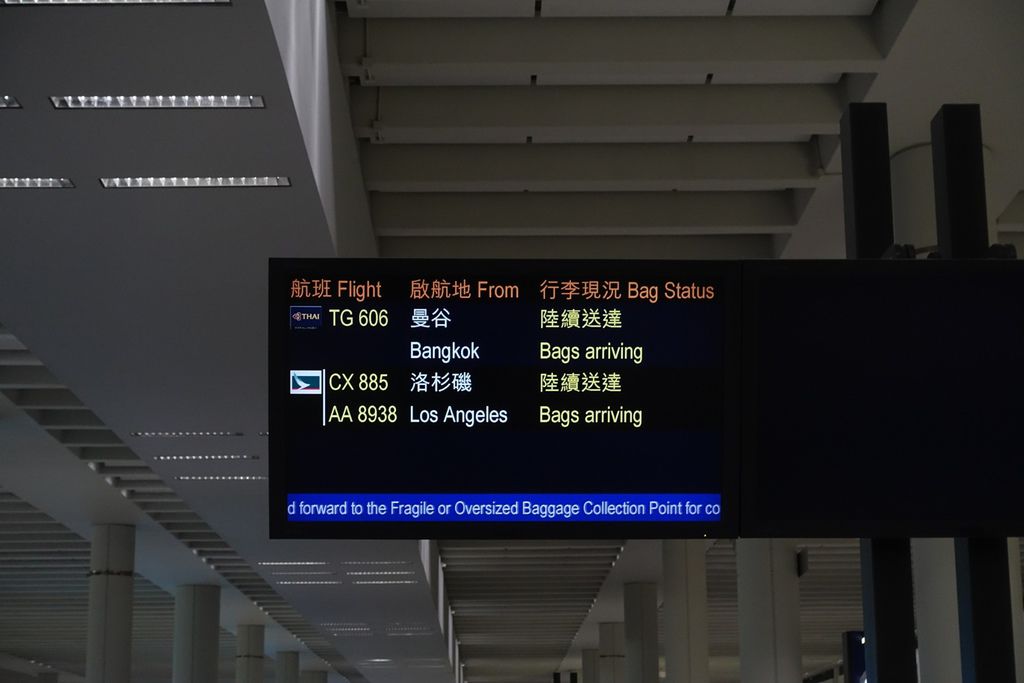 航班 Flight 啟航地 From 行李現況 Bag Status
THAI TG 606 曼谷 陸續送達
Bangkok Bags arriving
CX 885 洛杉磯 陸續送達
AA 8938 Los Angeles Bags arriving
d forward to the Fragile or Oversized Baggage Collection Point for co